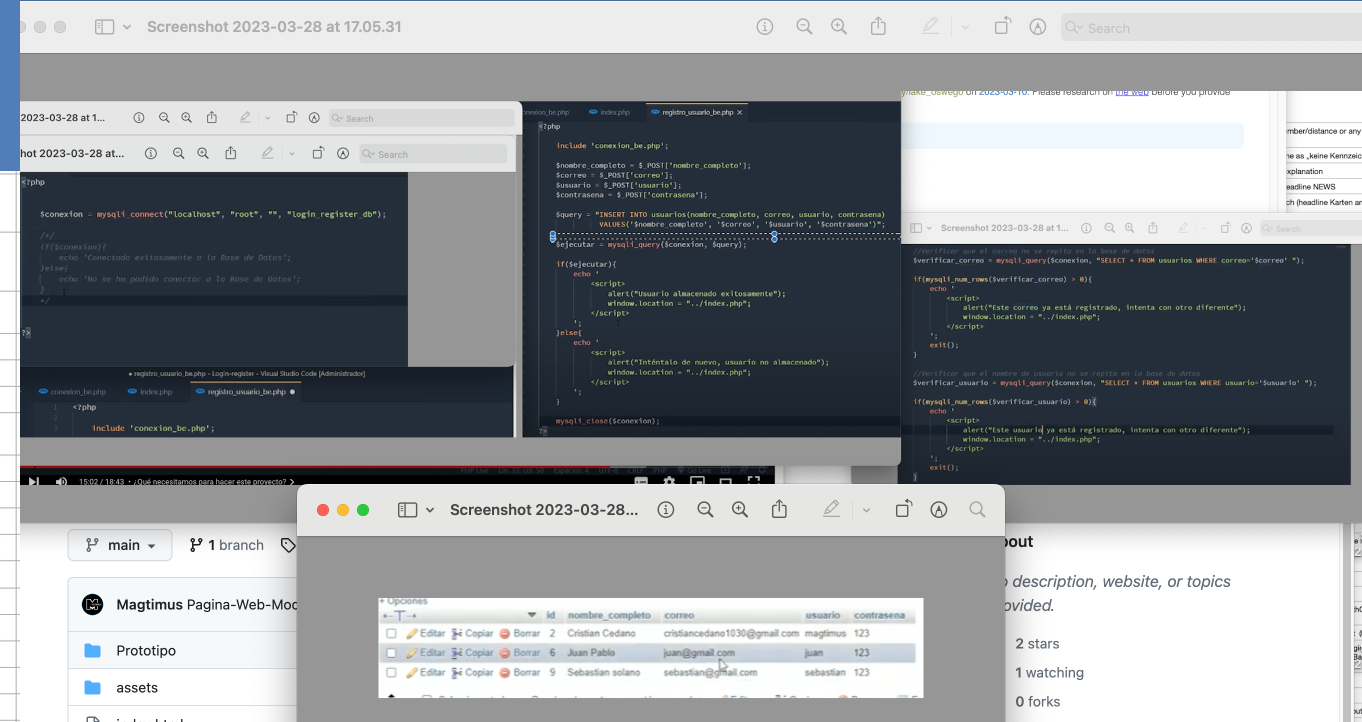 Screenshot 2023-03-28 at 17.05.31
Search
2023-03-28 at 1...
Search
hot 2023-03-28 at...
Search
<?php
$conexion = mysqli_connect("localhost", "root", "", "login_register_db");
/*/
if($conexion){
echo 'Conectado exitosamente a la Base de Datos';
}else{
echo 'No se ha podido conectar a la Base de Datos';
}
*/
?>
● registro_usuario_be.php - Login-register - Visual Studio Code [Administrador]
conexion_be.php
index.php
registro_usuario_be.php ●
1 <?php
2
3 include 'conexion_be.php';
conexion_be.php
index.php
registro_usuario_be.php ×
<?php
include 'conexion_be.php';
$nombre_completo = $_POST['nombre_completo'];
$correo = $_POST['correo'];
$usuario = $_POST['usuario'];
$contrasena = $_POST['contrasena'];
$query = "INSERT INTO usuarios(nombre_completo, correo, usuario, contrasena)
VALUES('$nombre_completo', '$correo', '$usuario', '$contrasena')";
$ejecutar = mysqli_query($conexion, $query);
if($ejecutar){
echo '
<script>
alert("Usuario almacenado exitosamente");
window.location = "../index.php";
</script>
';
}else{
echo '
<script>
alert("Inténtalo de nuevo, usuario no almacenado");
window.location = "../index.php";
</script>
';
}
mysqli_close($conexion);
?>
y/lake_oswego on 2023-03-10. Please research on the web before you provide
mber/distance or any
ne as „keine Kennzeic
xplanation
eadline NEWS
ch (headline Karten ar
Screenshot 2023-03-28 at 1...
Search
//Verificar que el correo no se repita en la base de datos
$verificar_correo = mysqli_query($conexion, "SELECT * FROM usuarios WHERE correo='$correo' ");
if(mysqli_num_rows($verificar_correo) > 0){
echo '
<script>
alert("Este correo ya está registrado, intenta con otro diferente");
window.location = "../index.php";
</script>
';
exit();
}
//Verificar que el nombre de usuario no se repita en la base de datos
$verificar_usuario = mysqli_query($conexion, "SELECT * FROM usuarios WHERE usuario='$usuario' ");
if(mysqli_num_rows($verificar_usuario) > 0){
echo '
<script>
alert("Este usuario ya está registrado, intenta con otro diferente");
window.location = "../index.php";
</script>
';
exit();
}
15:02 / 18:43 • ¿Qué necesitamos para hacer este proyecto? >
Screenshot 2023-03-28...
+ Opciones
←T→ id nombre_completo correo usuario contrasena
Editar Copiar Borrar 2 Cristian Cedano cristiancedano1030@gmail.com magtimus 123
Editar Copiar Borrar 6 Juan Pablo juan@gmail.com juan 123
Editar Copiar Borrar 9 Sebastian solano sebastian@gmail.com sebastian 123
main
1 branch
Magtimus Pagina-Web-Mod
Prototipo
assets
bout
description, website, or topics
ovided.
2 stars
1 watching
0 forks